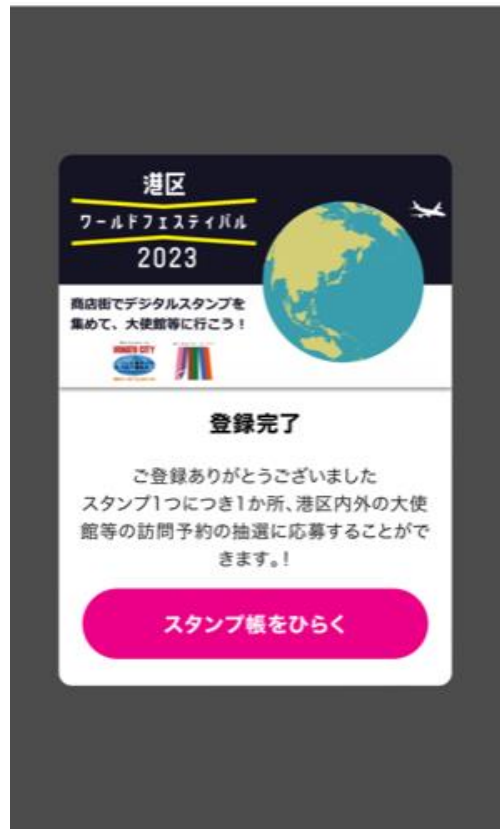 港区
ワールドフェスティバル
2023
商店街でデジタルスタンプを
集めて、大使館等に行こう！
MINATO CITY
登録完了
ご登録ありがとうございました
スタンプ1つにつき1か所、港区内外の大使
館等の訪問予約の抽選に応募することがで
きます。！
スタンプ帳をひらく